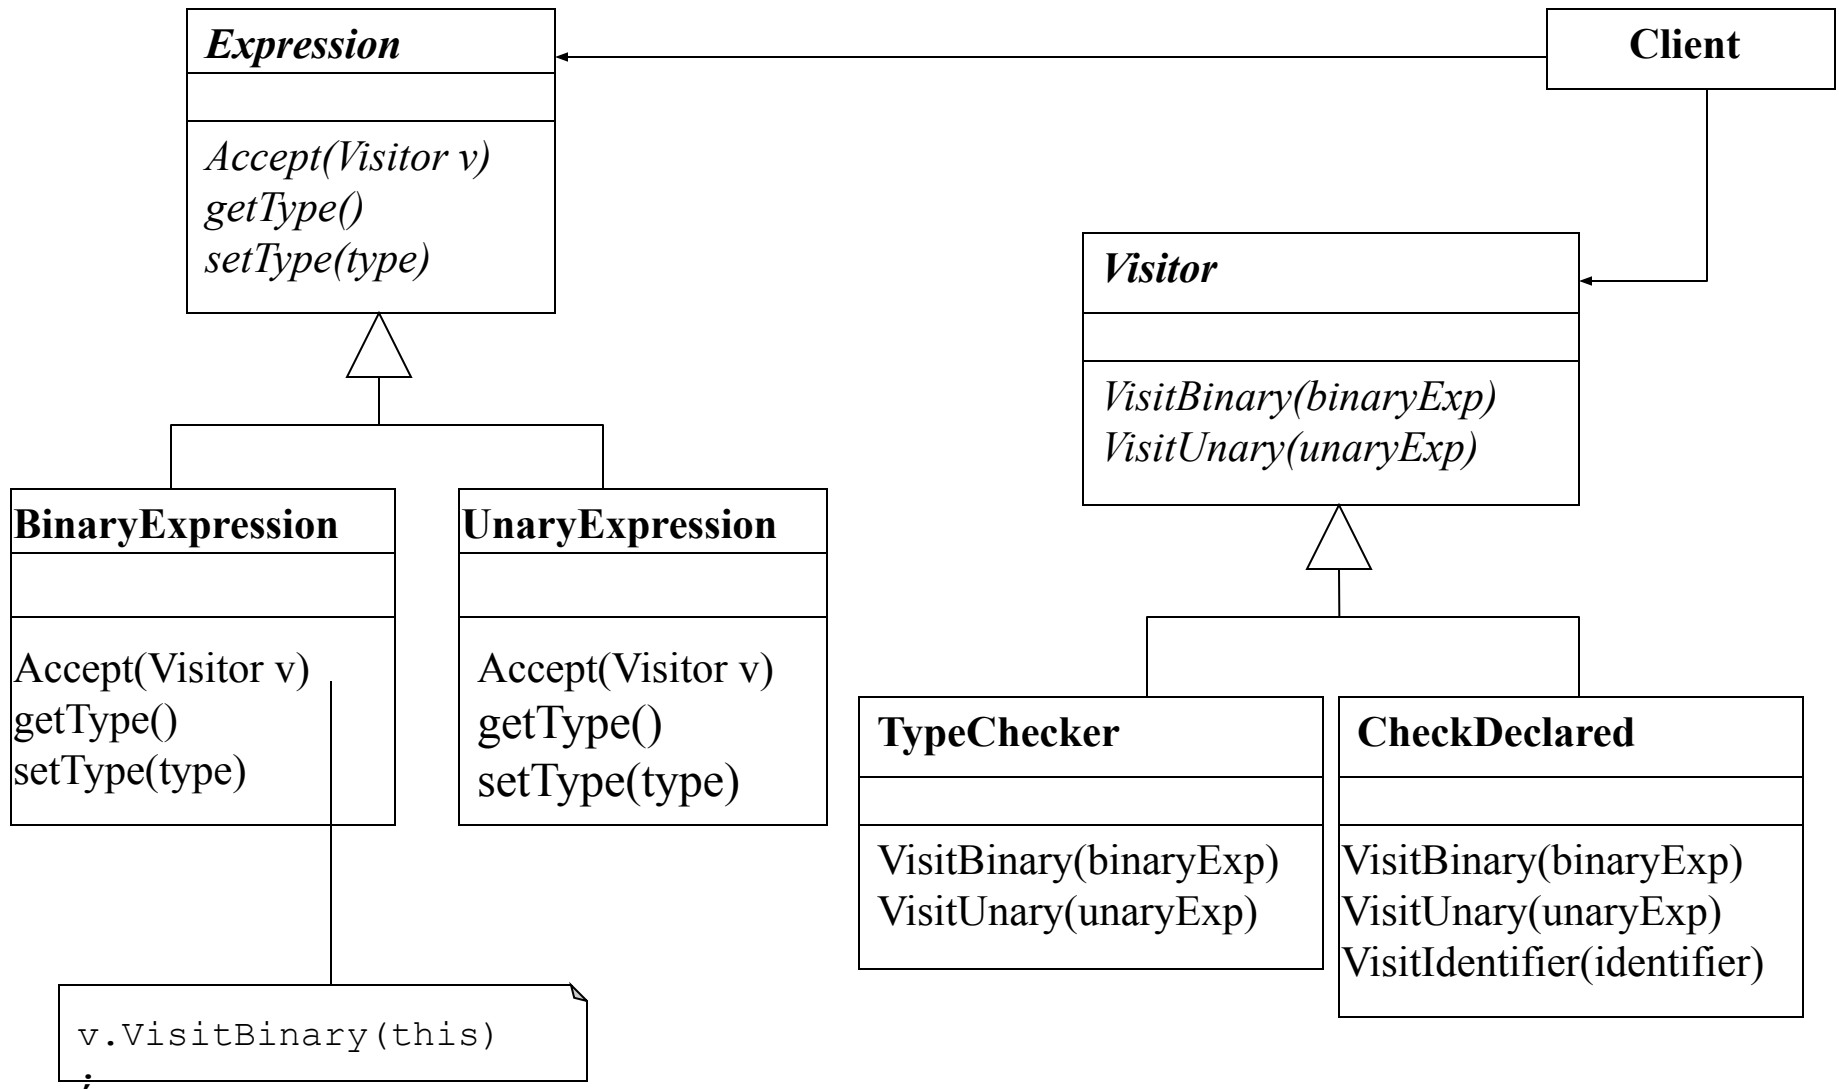 Expression
Accept(Visitor v)
getType()
setType(type)
Client
Visitor
VisitBinary(binaryExp)
VisitUnary(unaryExp)
BinaryExpression
Accept(Visitor v)
getType()
setType(type)
UnaryExpression
Accept(Visitor v)
getType()
setType(type)
TypeChecker
VisitBinary(binaryExp)
VisitUnary(unaryExp)
CheckDeclared
VisitBinary(binaryExp)
VisitUnary(unaryExp)
VisitIdentifier(identifier)
v.VisitBinary(this)
;